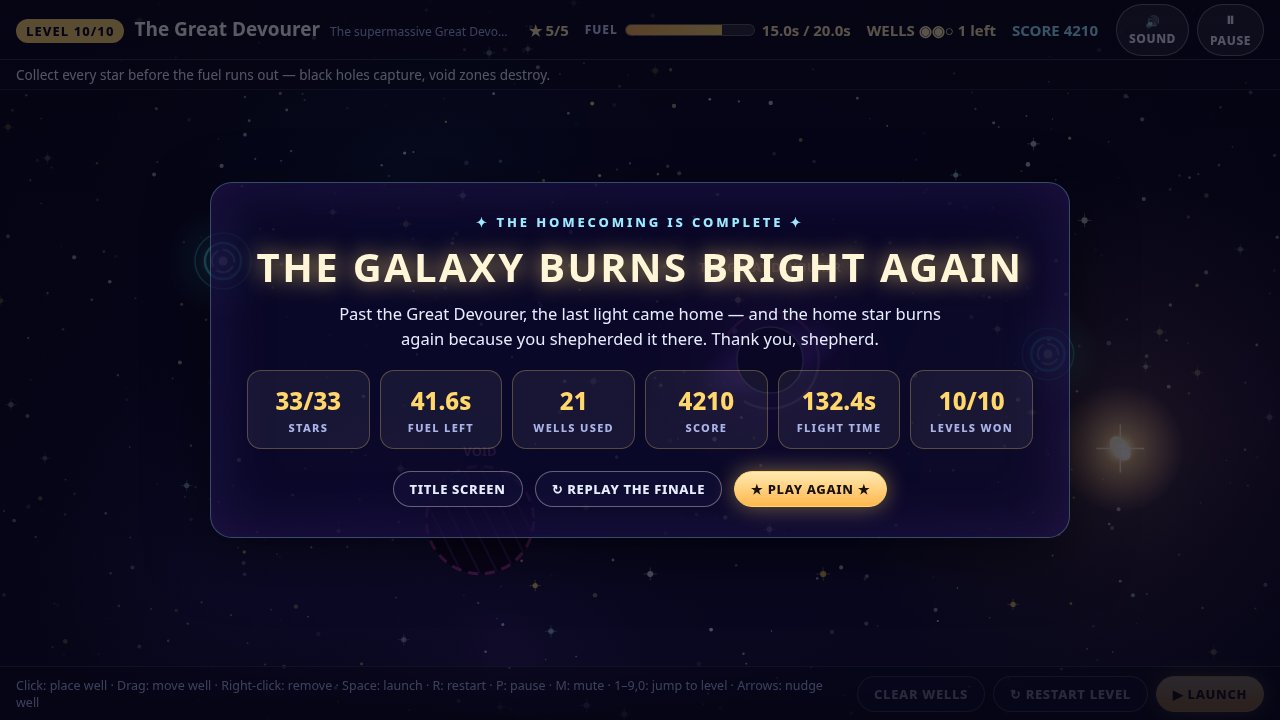 LEVEL 10/10 The Great Devourer The supermassive Great Devo... ★ 5/5 FUEL 15.0s / 20.0s WELLS ◉◉○ 1 left SCORE 4210 🔊 SOUND ⏸ PAUSE
Collect every star before the fuel runs out — black holes capture, void zones destroy.
✦ THE HOMECOMING IS COMPLETE ✦
THE GALAXY BURNS BRIGHT AGAIN
Past the Great Devourer, the last light came home — and the home star burns
again because you shepherded it there. Thank you, shepherd.
33/33 41.6s 21 4210 132.4s 10/10
STARS FUEL LEFT WELLS USED SCORE FLIGHT TIME LEVELS WON
VOID
TITLE SCREEN ↻ REPLAY THE FINALE ★ PLAY AGAIN ★
Click: place well · Drag: move well · Right-click: remove · Space: launch · R: restart · P: pause · M: mute · 1–9,0: jump to level · Arrows: nudge
well
CLEAR WELLS ↻ RESTART LEVEL ▶ LAUNCH